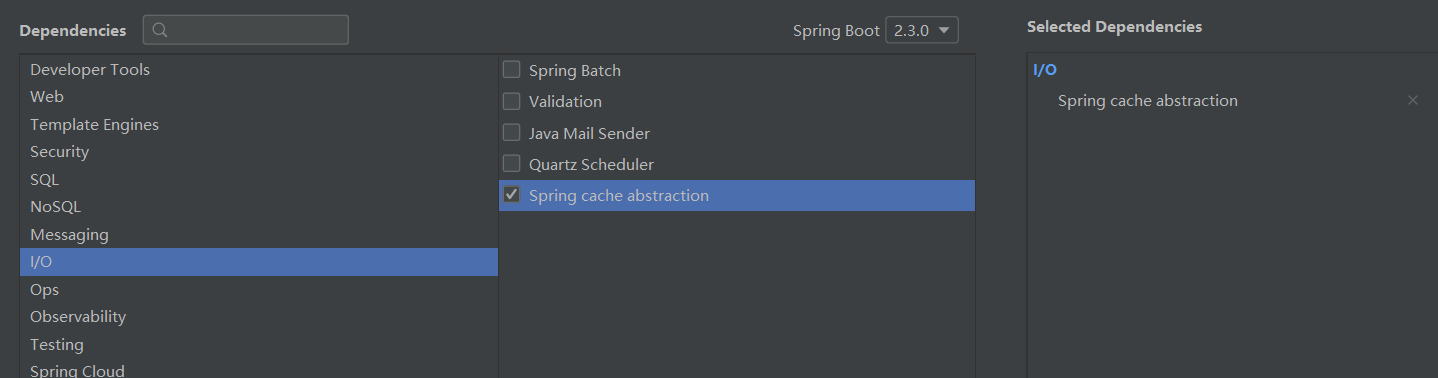 Dependencies
Spring Boot 2.3.0
Selected Dependencies
Developer Tools
Web
Template Engines
Security
SQL
NoSQL
Messaging
I/O
Ops
Observability
Testing
Spring Cloud
Spring Batch
Validation
Java Mail Sender
Quartz Scheduler
Spring cache abstraction
I/O
Spring cache abstraction